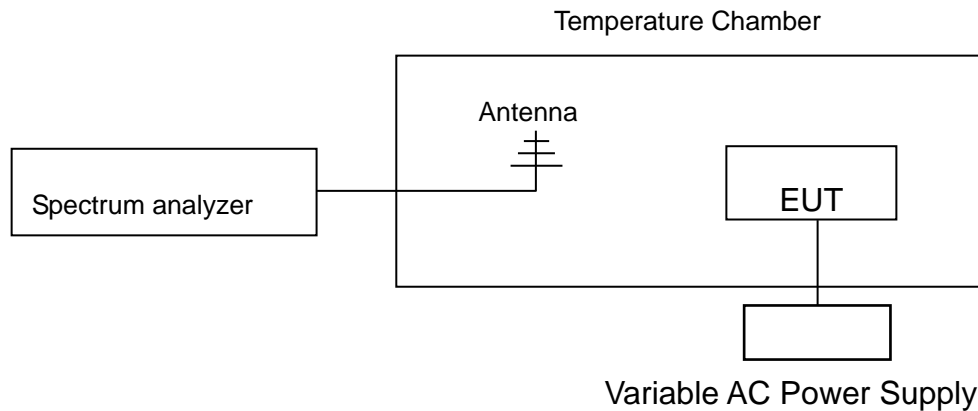 Temperature Chamber
Antenna
Spectrum analyzer
EUT
Variable AC Power Supply